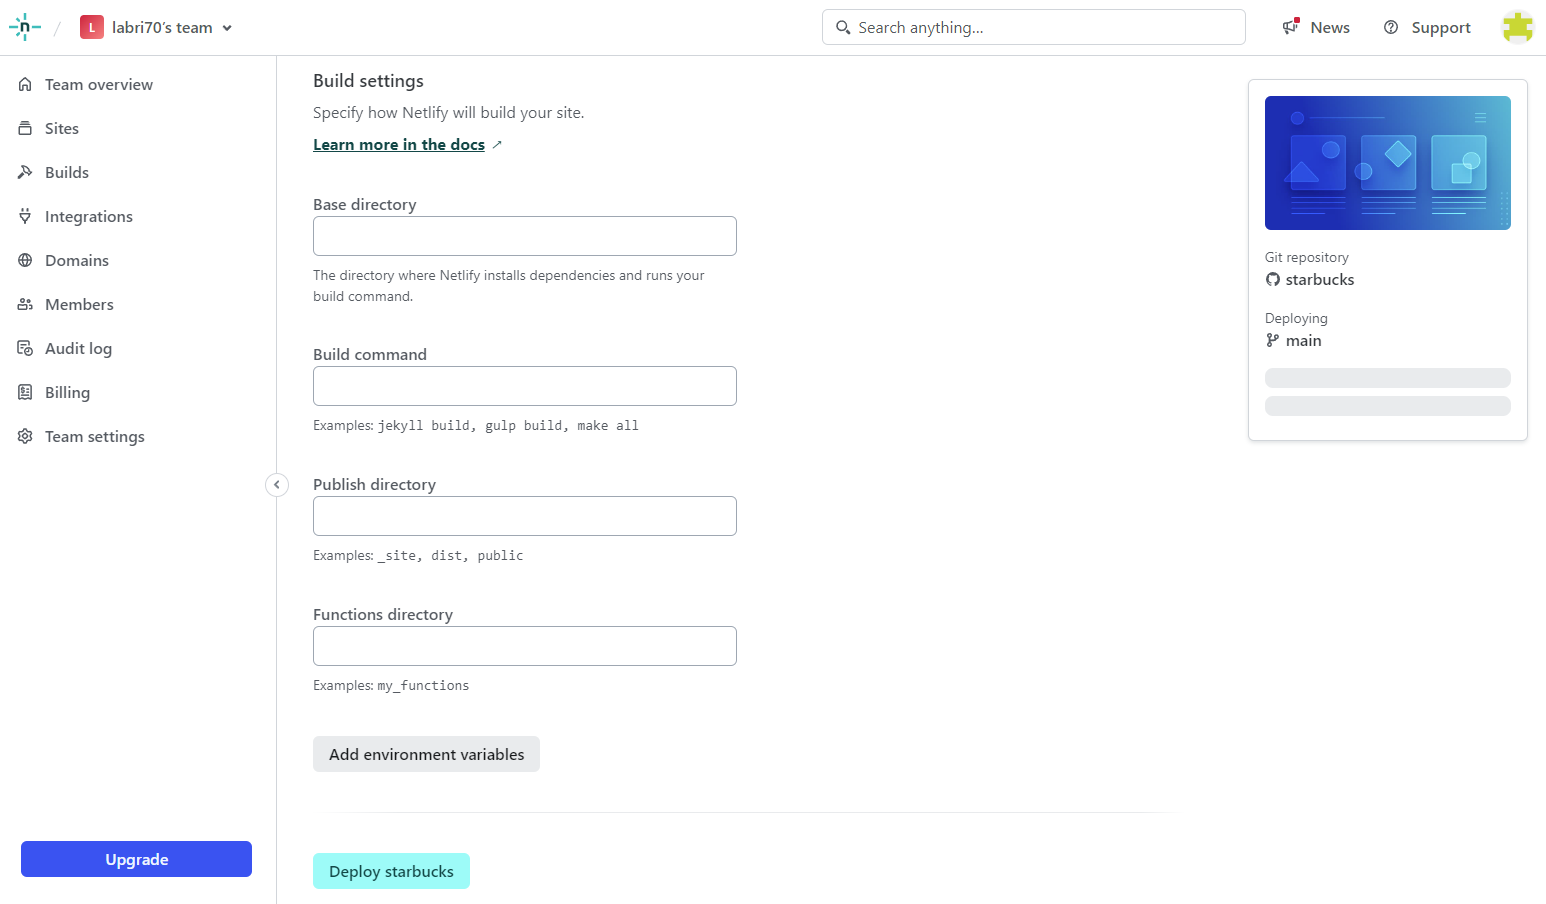 n / L labri70's team Search anything... News Support
Team overview
Sites
Builds
Integrations
Domains
Members
Audit log
Billing
Team settings
Upgrade
Build settings
Specify how Netlify will build your site.
Learn more in the docs ↗
Base directory
The directory where Netlify installs dependencies and runs your
build command.
Build command
Examples: jekyll build, gulp build, make all
Publish directory
Examples: _site, dist, public
Functions directory
Examples: my_functions
Add environment variables
Deploy starbucks
Git repository
starbucks
Deploying
main